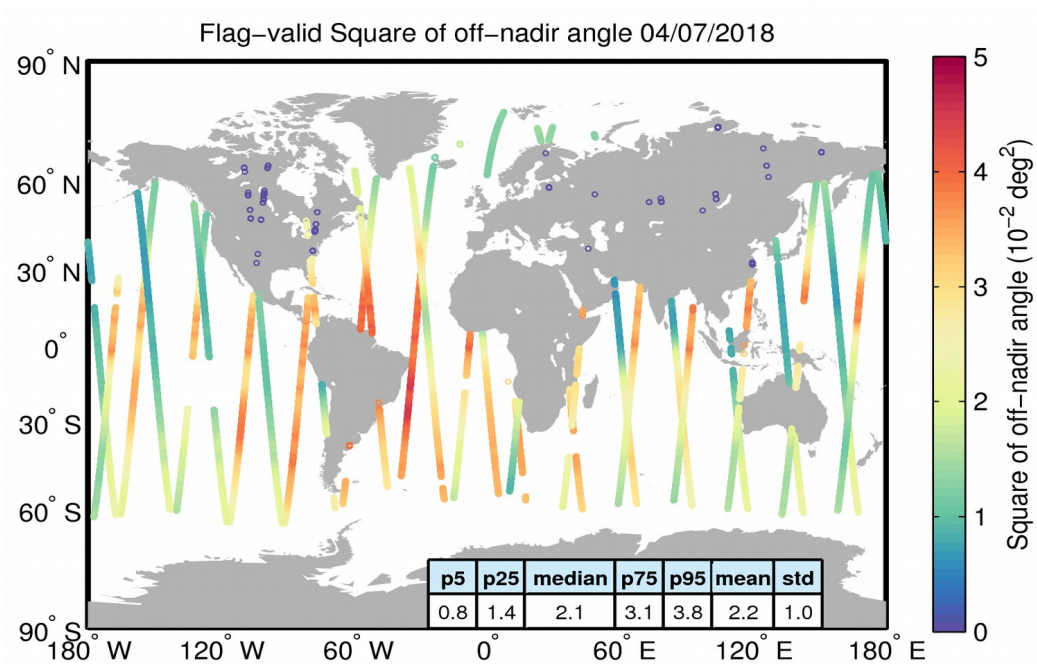 Flag−valid Square of off−nadir angle 04/07/2018
90° N
60° N
30° N
0°
30° S
60° S
90° S
180° W
120° W
60° W
0°
60° E
120° E
180° E
p5 p25 median p75 p95 mean std
0.8 1.4 2.1 3.1 3.8 2.2 1.0
5
4
3
2
1
0
Square of off−nadir angle (10⁻² deg²)